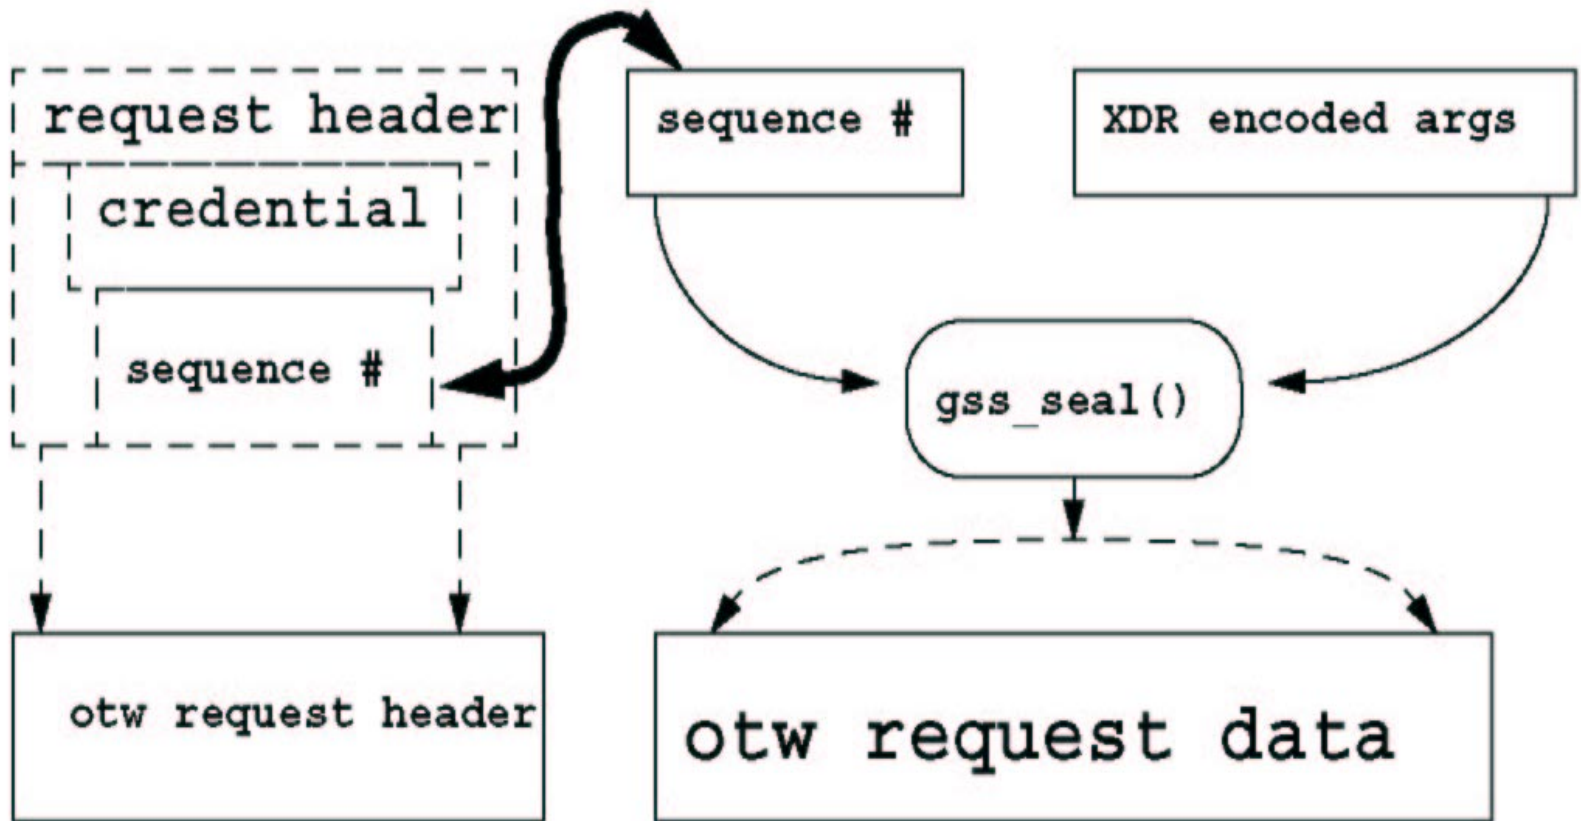 request header
credential
sequence #
sequence #
XDR encoded args
gss_seal()
otw request header
otw request data